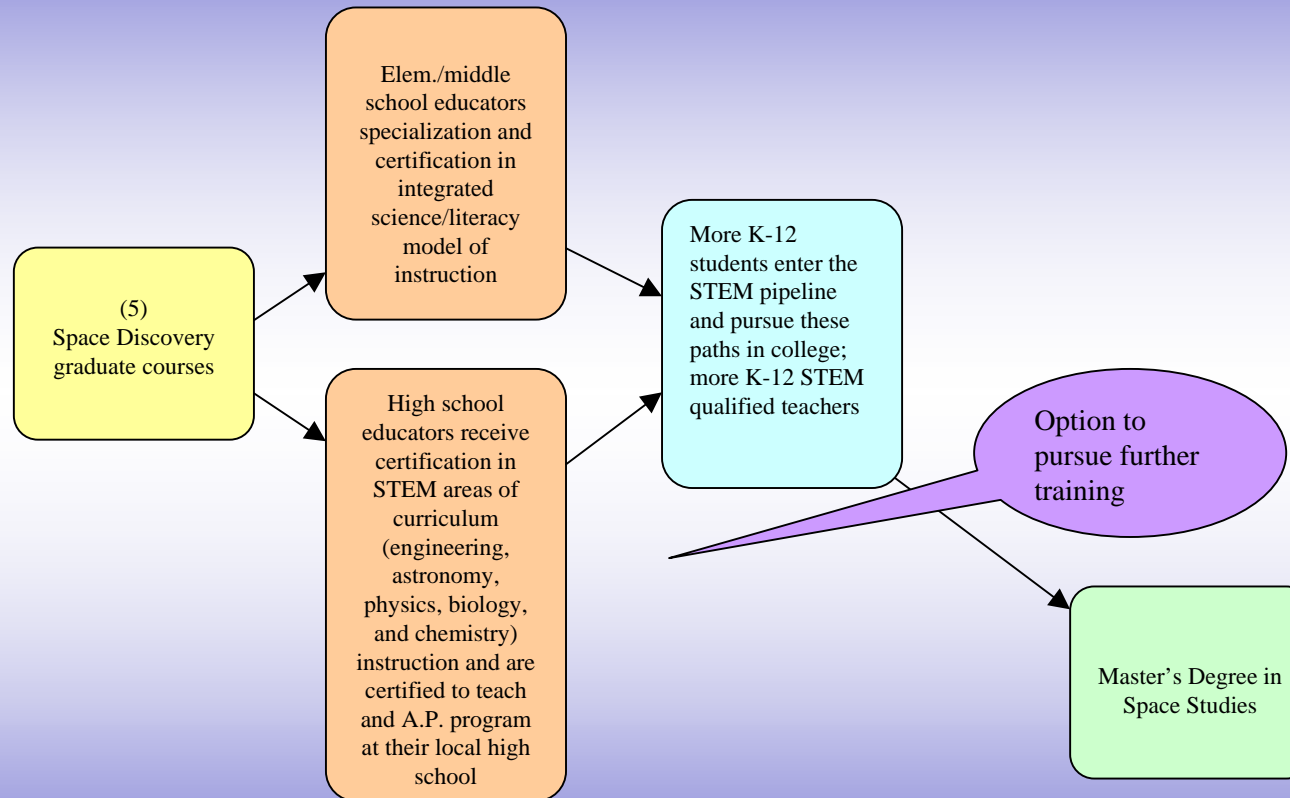 (5)
Space Discovery
graduate courses
Elem./middle
school educators
specialization and
certification in
integrated
science/literacy
model of
instruction
High school
educators receive
certification in
STEM areas of
curriculum
(engineering,
astronomy,
physics, biology,
and chemistry)
instruction and are
certified to teach
and A.P. program
at their local high
school
More K-12
students enter the
STEM pipeline
and pursue these
paths in college;
more K-12 STEM
qualified teachers
Option to
pursue further
training
Master’s Degree in
Space Studies